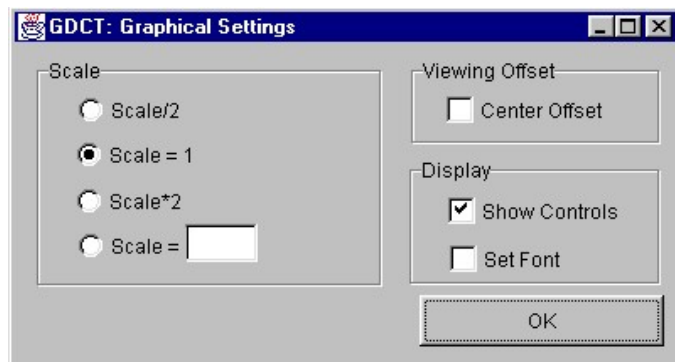 GDCT: Graphical Settings
Scale
Scale/2
Scale = 1
Scale*2
Scale =
Viewing Offset
Center Offset
Display
Show Controls
Set Font
OK